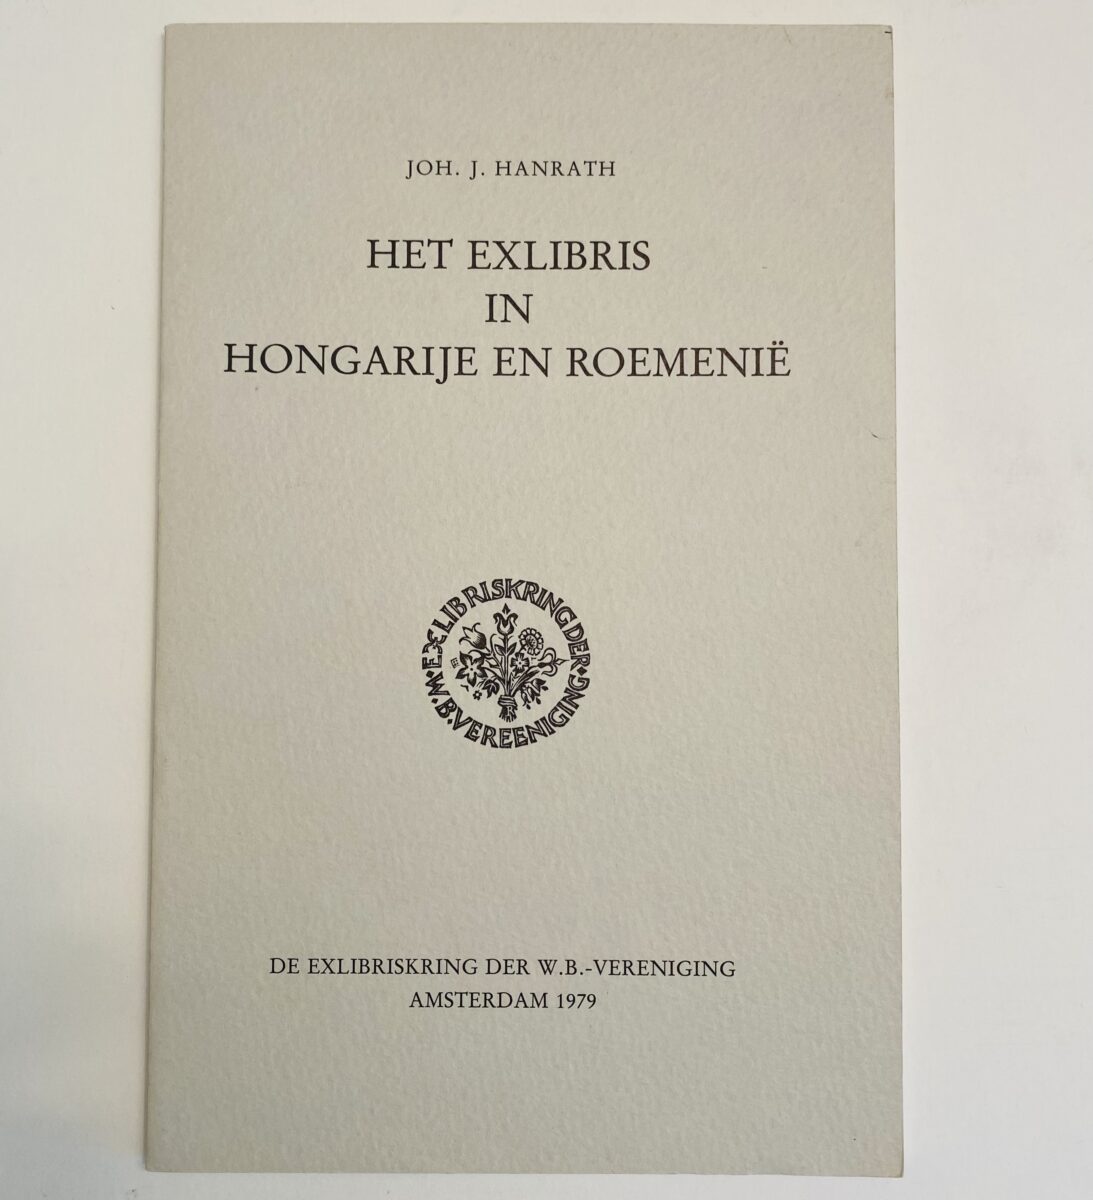 JOH. J. HANRATH
HET EXLIBRIS
IN
HONGARIJE EN ROEMENIË
EXLIBRISKRING DER
W.B. VEREENIGING
DE EXLIBRISKRING DER W.B.-VERENIGING
AMSTERDAM 1979